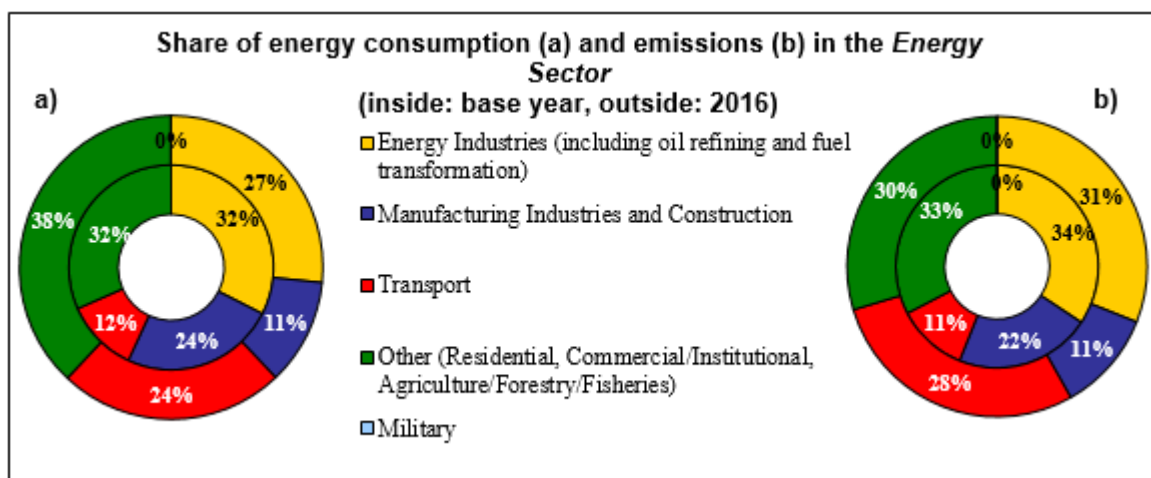 Share of energy consumption (a) and emissions (b) in the Energy
Sector
(inside: base year, outside: 2016)
a)
0%
27%
32%
38%
32%
12%
24%
11%
24%
Energy Industries (including oil refining and fuel
transformation)
Manufacturing Industries and Construction
Transport
Other (Residential, Commercial/Institutional,
Agriculture/Forestry/Fisheries)
Military
b)
0%
0%
31%
30%
33%
34%
11%
22%
11%
28%